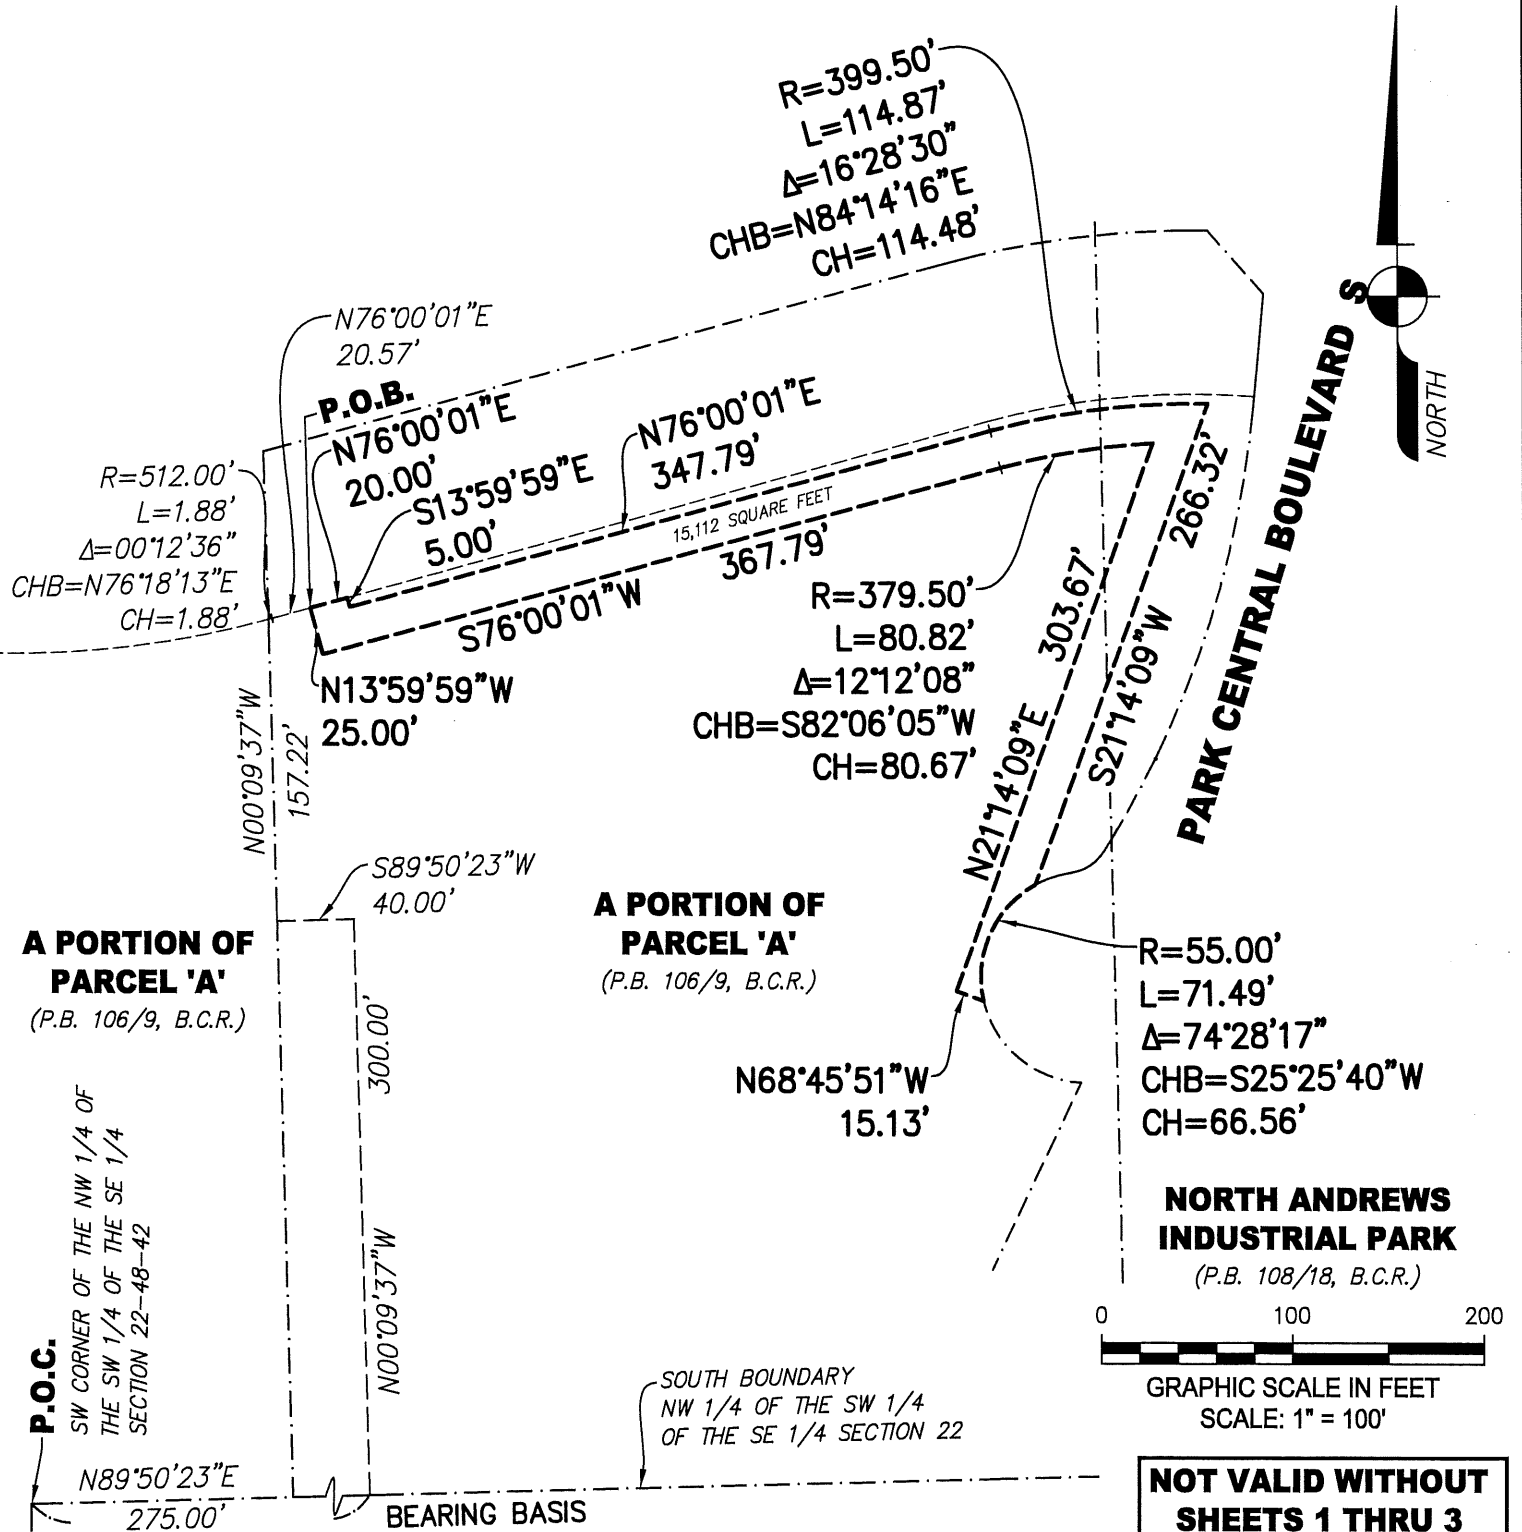 R=399.50'
L=114.87'
Δ=16°28'30"
CHB=N84°14'16"E
CH=114.48'
N76°00'01"E
20.57'
P.O.B.
N76°00'01"E
20.00'
S13°59'59"E
5.00'
N76°00'01"E
347.79'
15,112 SQUARE FEET
367.79'
S76°00'01"W
R=512.00'
L=1.88'
Δ=00°12'36"
CHB=N76°18'13"E
CH=1.88'
N13°59'59"W
25.00'
R=379.50'
L=80.82'
Δ=12°12'08"
CHB=S82°06'05"W
CH=80.67'
266.32'
S21°14'09"W
303.67'
N21°14'09"E
PARK CENTRAL BOULEVARD S
NORTH
N00°09'37"W
157.22'
S89°50'23"W
40.00'
A PORTION OF
PARCEL 'A'
(P.B. 106/9, B.C.R.)
A PORTION OF
PARCEL 'A'
(P.B. 106/9, B.C.R.)
300.00'
N00°09'37"W
R=55.00'
L=71.49'
Δ=74°28'17"
CHB=S25°25'40"W
CH=66.56'
N68°45'51"W
15.13'
NORTH ANDREWS
INDUSTRIAL PARK
(P.B. 108/18, B.C.R.)
0 100 200
GRAPHIC SCALE IN FEET
SCALE: 1" = 100'
P.O.C.
SW CORNER OF THE NW 1/4 OF
THE SW 1/4 OF THE SE 1/4
SECTION 22-48-42
SOUTH BOUNDARY
NW 1/4 OF THE SW 1/4
OF THE SE 1/4 SECTION 22
N89°50'23"E
275.00'
BEARING BASIS
NOT VALID WITHOUT
SHEETS 1 THRU 3